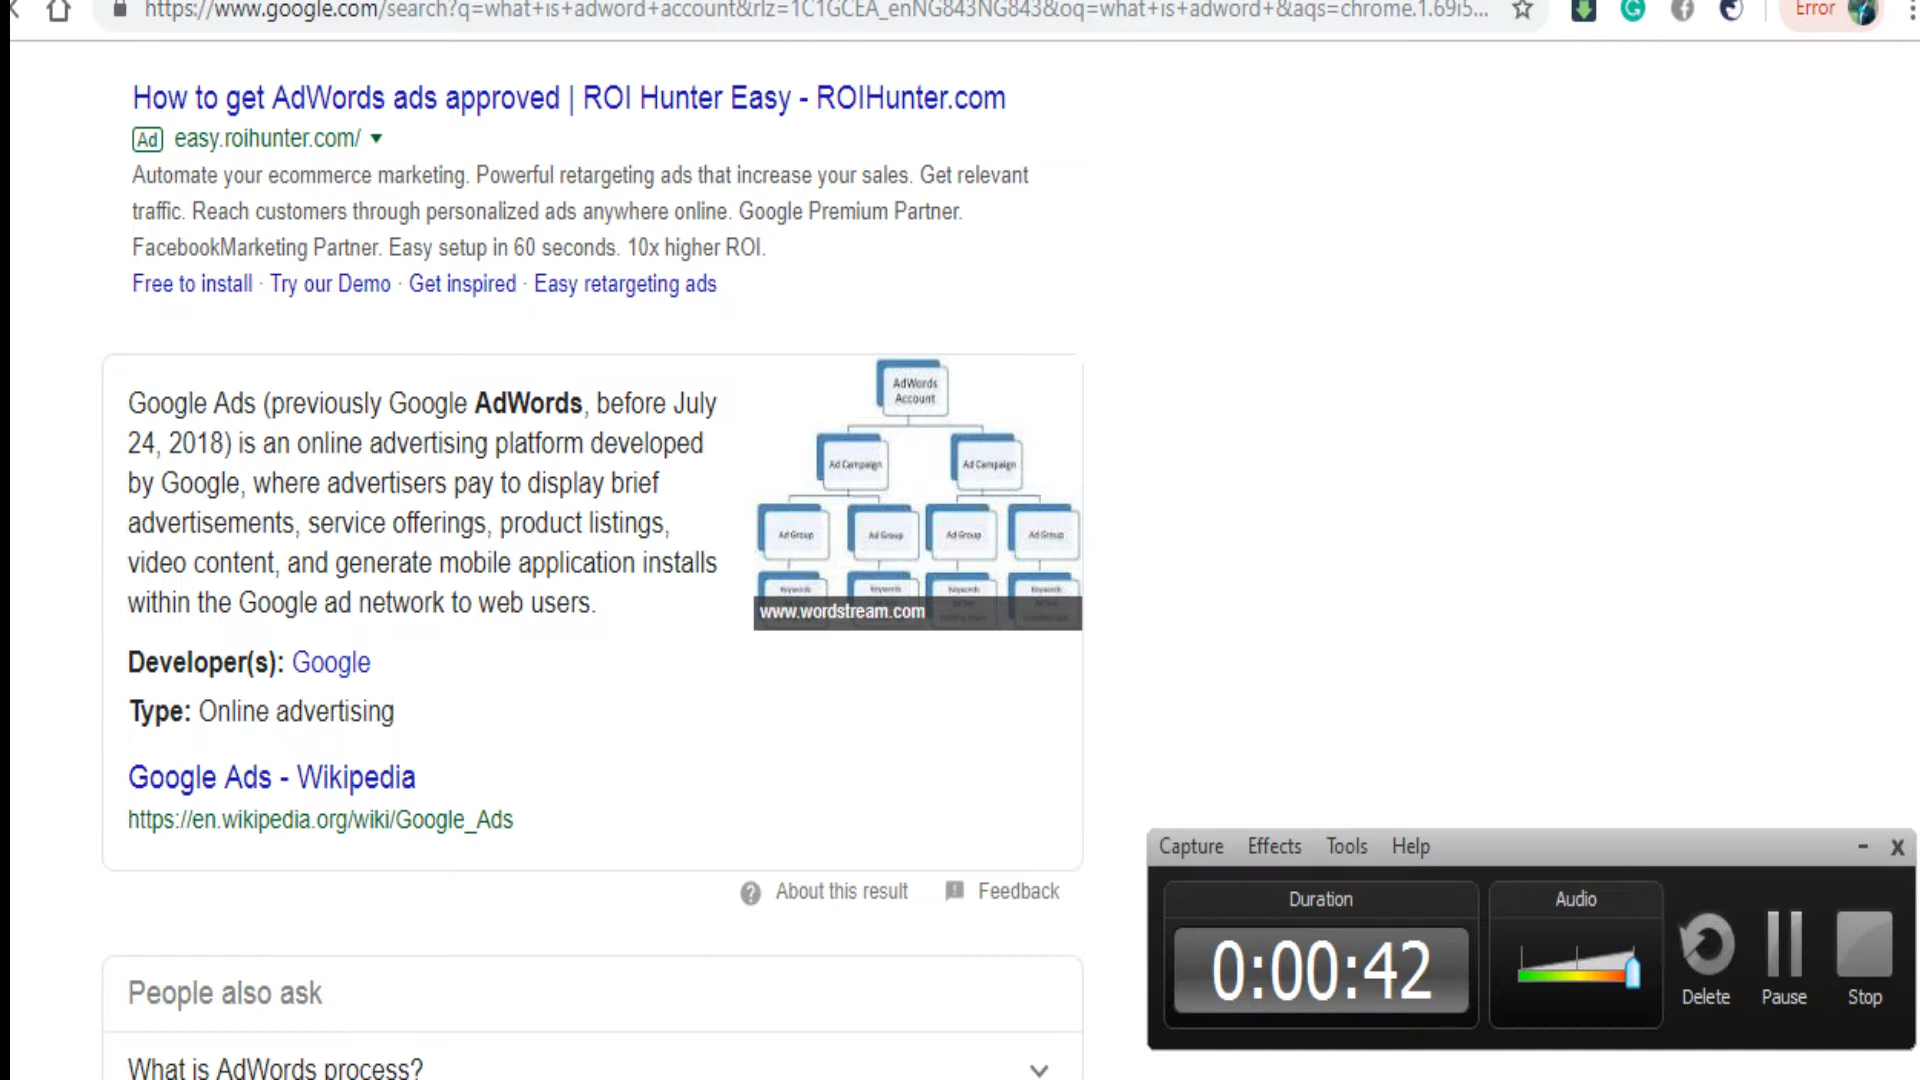 https://www.google.com/search?q=what+is+adword+account&rlz=1C1GCEA_enNG843NG843&oq=what+is+adword+&aqs=chrome.1.69i5...
Error
How to get AdWords ads approved | ROI Hunter Easy - ROIHunter.com
Ad easy.roihunter.com/
Automate your ecommerce marketing. Powerful retargeting ads that increase your sales. Get relevant
traffic. Reach customers through personalized ads anywhere online. Google Premium Partner.
FacebookMarketing Partner. Easy setup in 60 seconds. 10x higher ROI.
Free to install · Try our Demo · Get inspired · Easy retargeting ads
Google Ads (previously Google AdWords, before July
24, 2018) is an online advertising platform developed
by Google, where advertisers pay to display brief
advertisements, service offerings, product listings,
video content, and generate mobile application installs
within the Google ad network to web users.
AdWords
Account
Ad Campaign Ad Campaign
Ad Group Ad Group Ad Group Ad Group
Keywords Keywords Keywords Keywords
www.wordstream.com
Developer(s): Google
Type: Online advertising
Google Ads - Wikipedia
https://en.wikipedia.org/wiki/Google_Ads
About this result Feedback
People also ask
What is AdWords process?
Capture Effects Tools Help
Duration
Audio
0:00:42
Delete Pause Stop